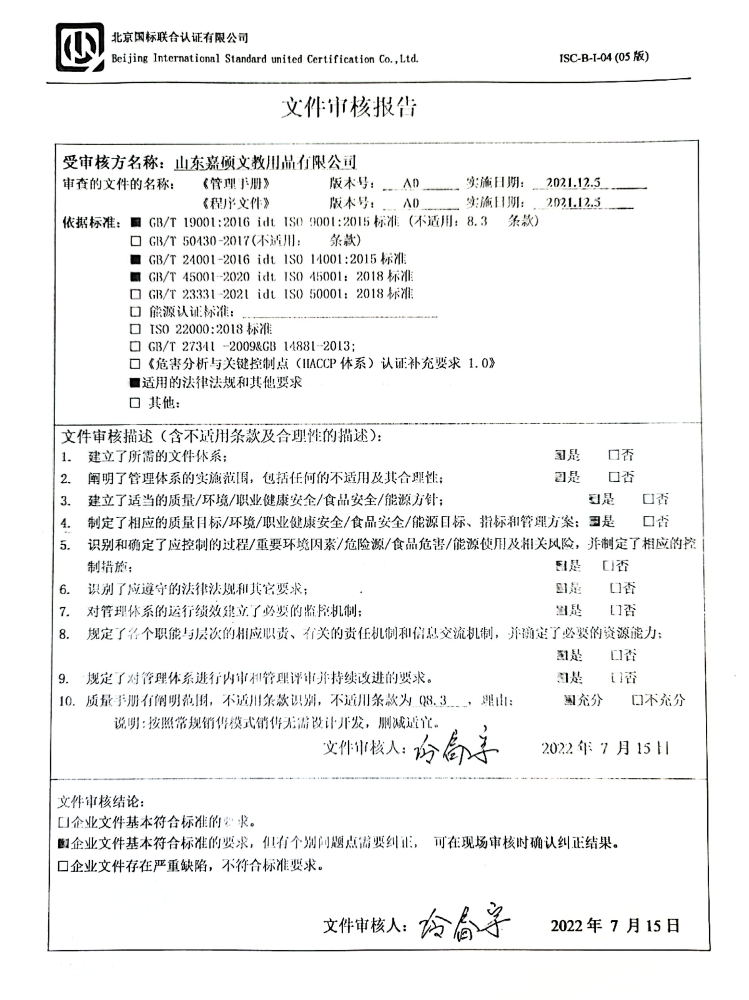 北京国标联合认证有限公司
Beijing International Standard united Certification Co.,Ltd.
ISC-B-I-04(05版)
文件审核报告
受审核方名称：山东嘉硕文教用品有限公司
审查的文件的名称： 《管理手册》 版本号： A0 实施日期： 2021.12.5
《程序文件》 版本号： A0 实施日期： 2021.12.5
依据标准：■ GB/T 19001:2016 idt ISO 9001:2015标准（不适用：8.3 条款）
□ GB/T 50430-2017(不适用： 条款)
■ GB/T 24001-2016 idt ISO 14001:2015标准
■ GB/T 45001-2020 idt ISO 45001：2018标准
□ GB/T 23331-2021 idt ISO 50001：2018标准
□ 能源认证标准：
□ ISO 22000:2018标准
□ GB/T 27341 -2009&GB 14881-2013;
□《危害分析与关键控制点（HACCP体系）认证补充要求 1.0》
■适用的法律法规和其他要求
□ 其他：
文件审核描述（含不适用条款及合理性的描述）：
1. 建立了所需的文件体系； ■是 □否
2. 阐明了管理体系的实施范围，包括任何的不适用及其合理性； ■是 □否
3. 建立了适当的质量/环境/职业健康安全/食品安全/能源方针； ■是 □否
4. 制定了相应的质量目标/环境/职业健康安全/食品安全/能源目标、指标和管理方案；■是 □否
5. 识别和确定了应控制的过程/重要环境因素/危险源/食品危害/能源使用及相关风险，并制定了相应的控
制措施； ■是 □否
6. 识别了应遵守的法律法规和其它要求； ■是 □否
7. 对管理体系的运行绩效建立了必要的监控机制； ■是 □否
8. 规定了各个职能与层次的相应职责、有关的责任机制和信息交流机制，并确定了必要的资源能力；
■是 □否
9. 规定了对管理体系进行内审和管理评审并持续改进的要求。 ■是 □否
10. 质量手册有阐明范围，不适用条款识别，不适用条款为 Q8.3 ，理由： ■充分 □不充分
说明:按照常规销售模式销售无需设计开发，删减适宜。
文件审核人： 2022年 7 月 15日
文件审核结论：
□企业文件基本符合标准的要求。
■企业文件基本符合标准的要求，但有个别问题点需要纠正， 可在现场审核时确认纠正结果。
□企业文件存在严重缺陷，不符合标准要求。
文件审核人： 2022年 7 月 15日